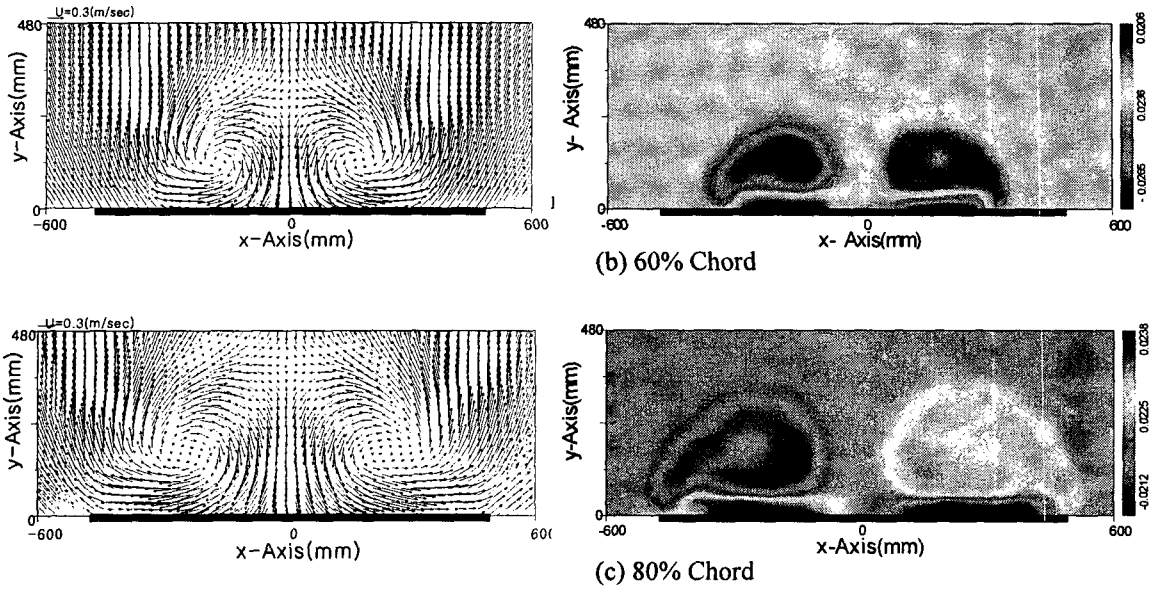 U=0.3(m/sec)
480
y-Axis(mm)
0
-600
0
600
x-Axis(mm)
480
y- Axis(mm)
0
-600
0
600
x- Axis(mm)
0.0206
0.0236
-0.0265
(b) 60% Chord
U=0.3(m/sec)
480
y-Axis(mm)
0
-600
0
x-Axis(mm)
480
y-Axis(mm)
0
-600
0
600
x-Axis(mm)
0.0238
0.0225
-0.0212
(c) 80% Chord